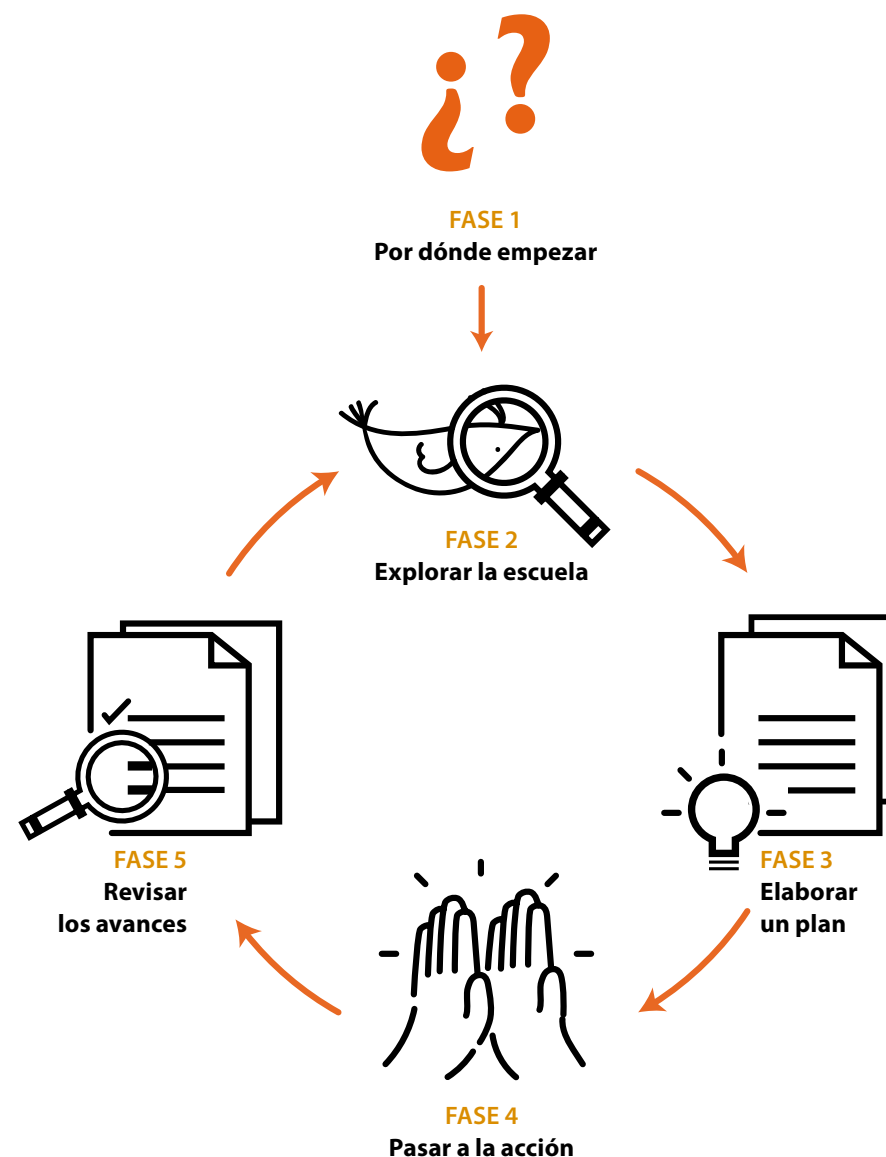 ¿?
FASE 1
Por dónde empezar
FASE 2
Explorar la escuela
FASE 3
Elaborar
un plan
FASE 4
Pasar a la acción
FASE 5
Revisar
los avances